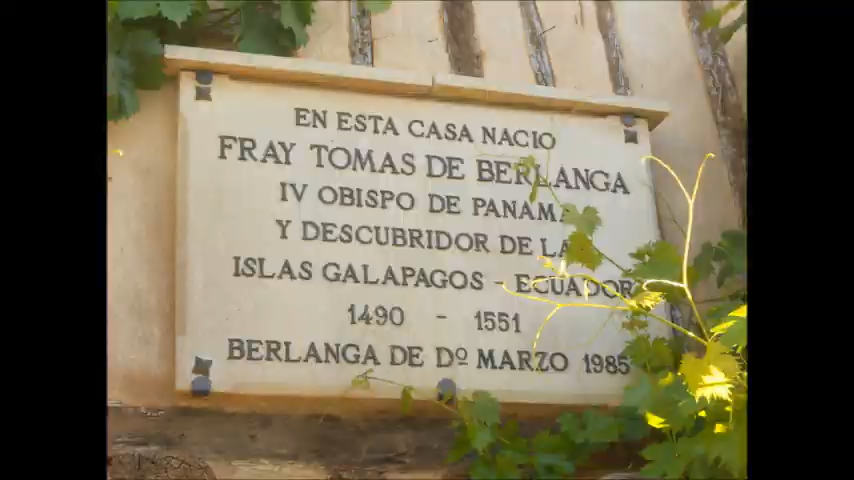 EN ESTA CASA NACIO
FRAY TOMAS DE BERLANGA
IV OBISPO DE PANAMA
Y DESCUBRIDOR DE LAS
ISLAS GALAPAGOS - ECUADOR
1490 - 1551
BERLANGA DE Dº MARZO 1985